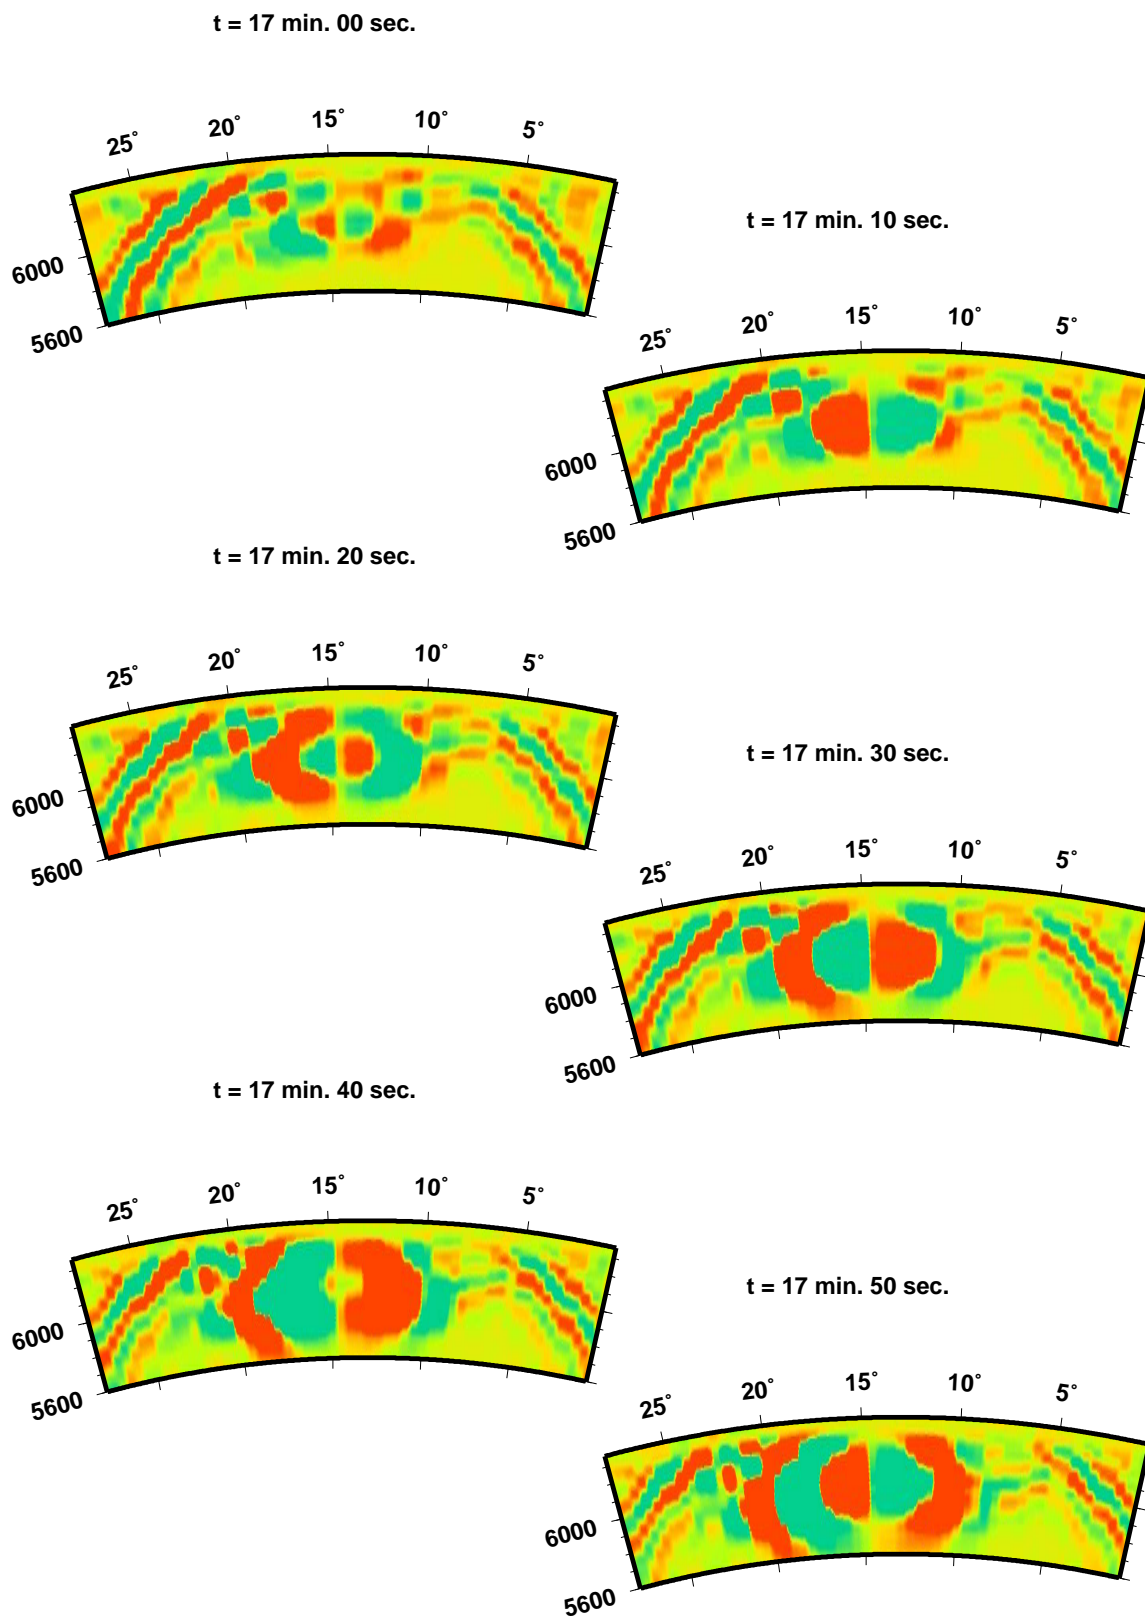 t = 17 min. 00 sec.
25° 20° 15° 10° 5°
6000
5600
t = 17 min. 10 sec.
25° 20° 15° 10° 5°
6000
5600
t = 17 min. 20 sec.
25° 20° 15° 10° 5°
6000
5600
t = 17 min. 30 sec.
25° 20° 15° 10° 5°
6000
5600
t = 17 min. 40 sec.
25° 20° 15° 10° 5°
6000
5600
t = 17 min. 50 sec.
25° 20° 15° 10° 5°
6000
5600